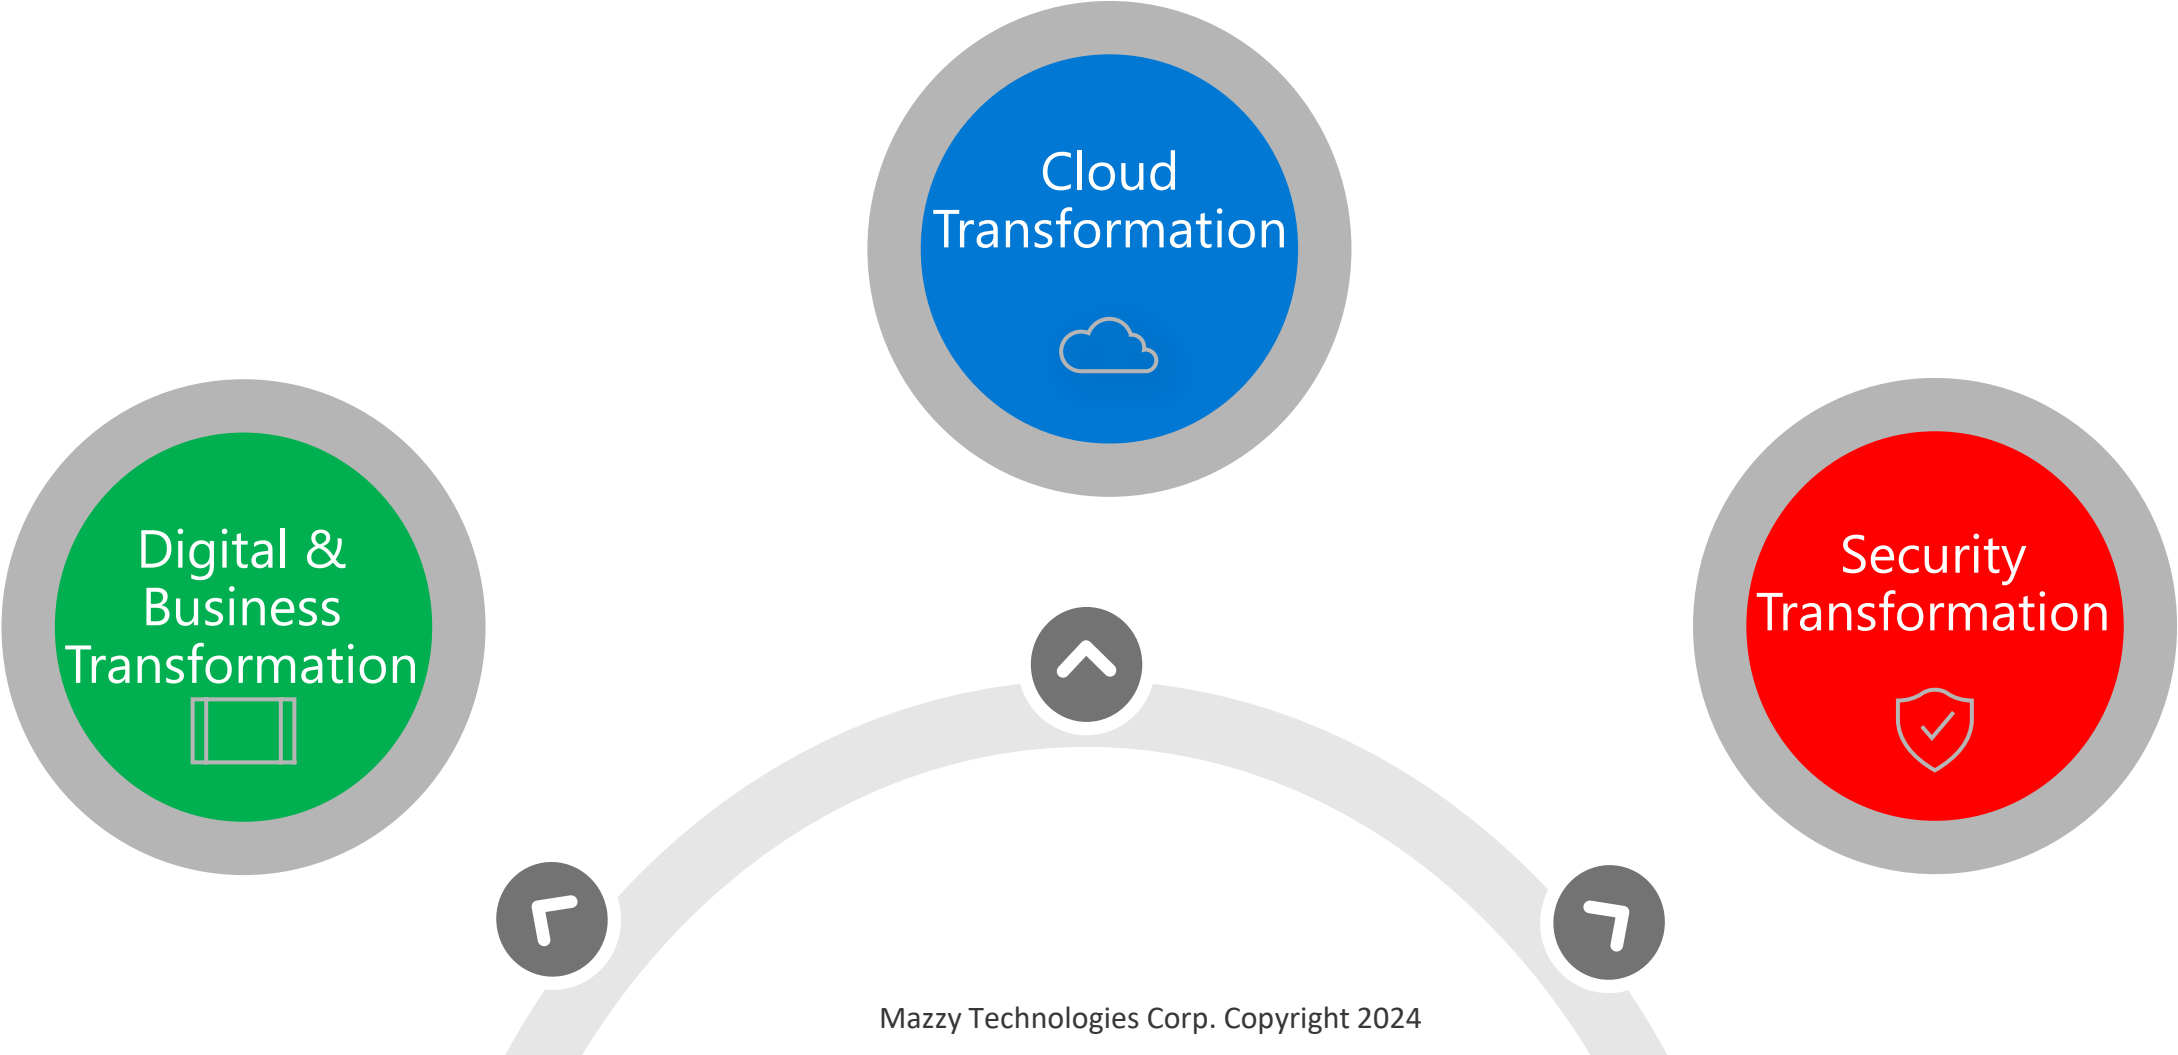 Cloud
Transformation
Digital &
Business
Transformation
Security
Transformation
Mazzy Technologies Corp. Copyright 2024